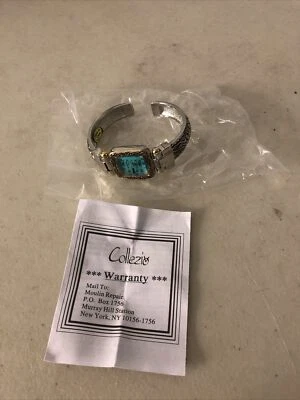 Collezio
*** Warranty ***
Mail To:
Moulin Repair
P.O. Box 1756
Murray Hill Station
New York, NY 10156-1756